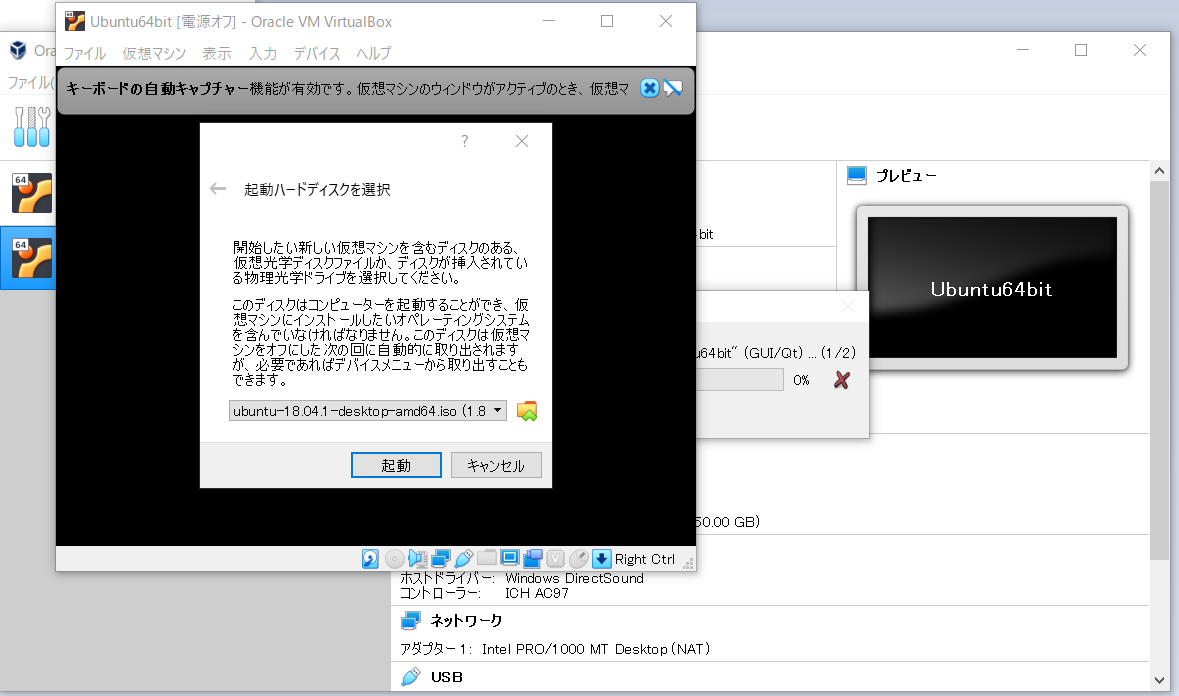 Ubuntu64bit [電源オフ] - Oracle VM VirtualBox
ファイル 仮想マシン 表示 入力 デバイス ヘルプ
キーボードの自動キャプチャー機能が有効です。仮想マシンのウィンドウがアクティブのとき、仮想マ
?
起動ハードディスクを選択
開始したい新しい仮想マシンを含むディスクのある、
仮想光学ディスクファイルか、ディスクが挿入されてい
る物理光学ドライブを選択してください。
このディスクはコンピューターを起動することができ、仮
想マシンにインストールしたいオペレーティングシステム
を含んでいなければなりません。このディスクは仮想マ
シンをオフにした次の回に自動的に取り出されます
が、必要であればデバイスメニューから取り出すことも
できます。
ubuntu-18.04.1-desktop-amd64.iso (1.8
起動 キャンセル
V
Right Ctrl
Ora
ファイル(
64
64
bit
プレビュー
Ubuntu64bit
u64bit“ (GUI/Qt) ... (1/2)
0%
50.00 GB)
ホストドライバー: Windows DirectSound
コントローラー: ICH AC97
ネットワーク
アダプター 1: Intel PRO/1000 MT Desktop (NAT)
USB